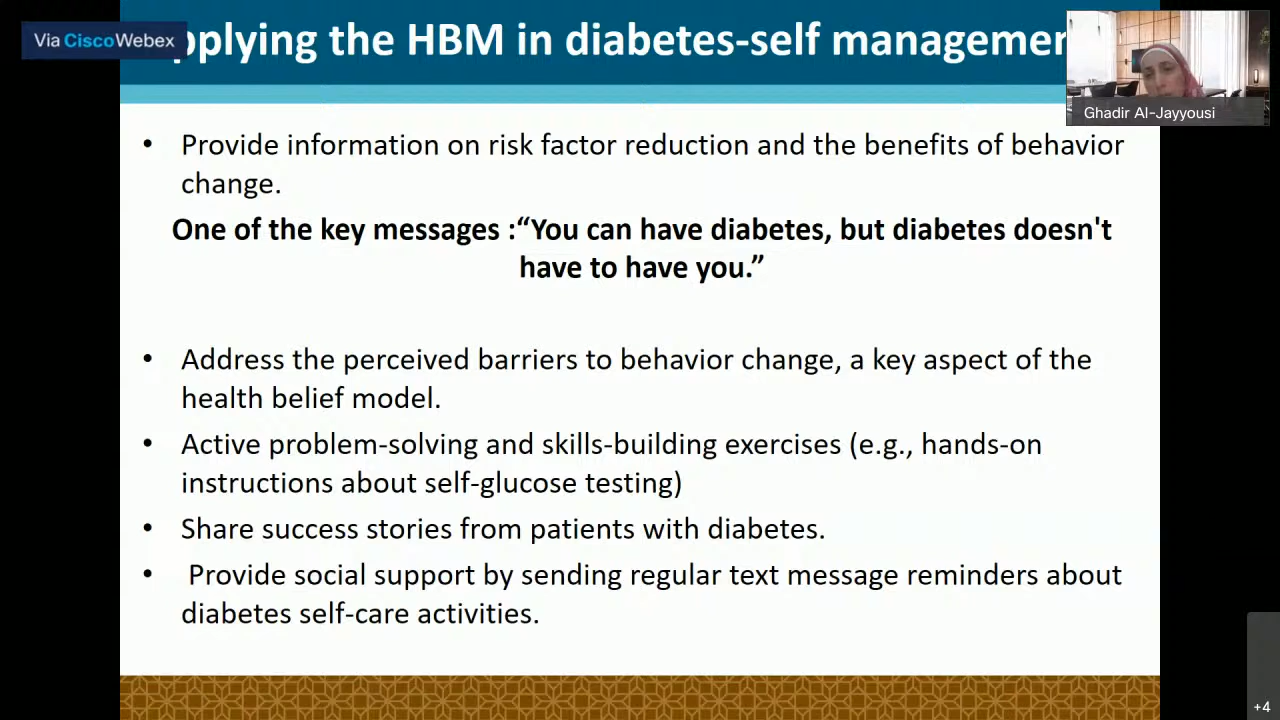 Via Cisco Webex
pplying the HBM in diabetes-self managemen
Ghadir Al-Jayyousi
• Provide information on risk factor reduction and the benefits of behavior
change.
One of the key messages :“You can have diabetes, but diabetes doesn't
have to have you.”
• Address the perceived barriers to behavior change, a key aspect of the
health belief model.
• Active problem-solving and skills-building exercises (e.g., hands-on
instructions about self-glucose testing)
• Share success stories from patients with diabetes.
• Provide social support by sending regular text message reminders about
diabetes self-care activities.
+4